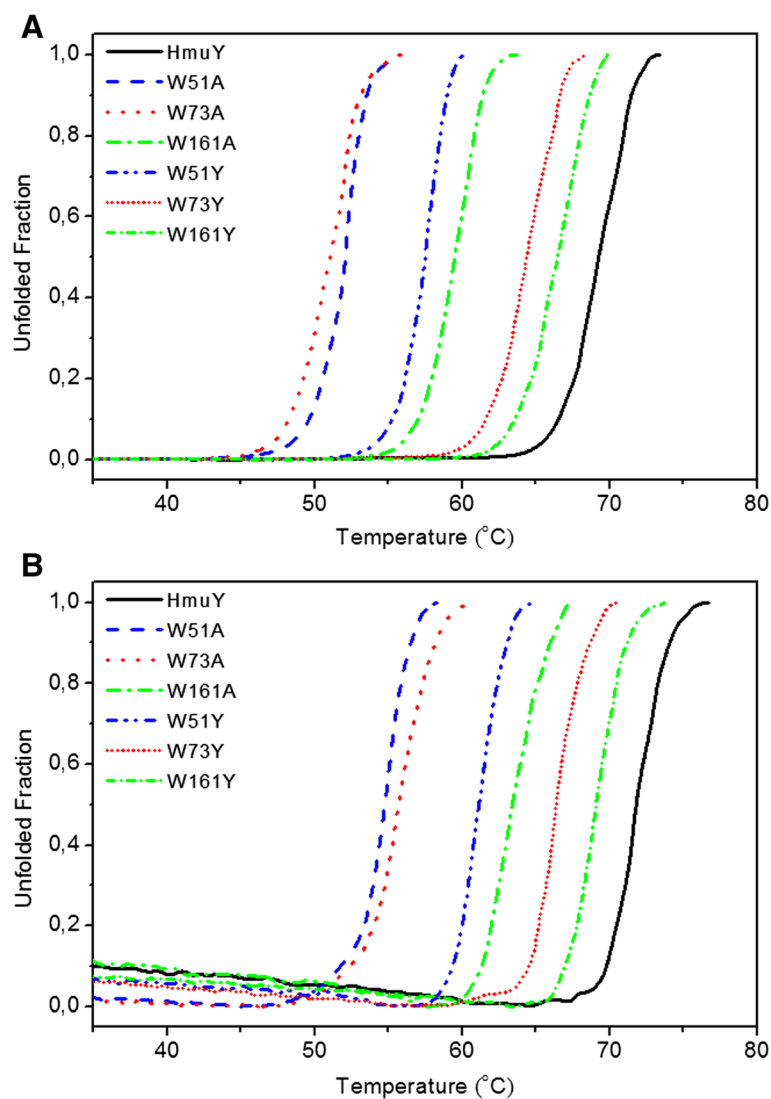 A
HmuY
W51A
W73A
W161A
W51Y
W73Y
W161Y
1,0
0,8
0,6
0,4
0,2
0,0
Unfolded Fraction
40 50 60 70 80
Temperature (°C)
B
HmuY
W51A
W73A
W161A
W51Y
W73Y
W161Y
1,0
0,8
0,6
0,4
0,2
0,0
Unfolded Fraction
40 50 60 70 80
Temperature (°C)